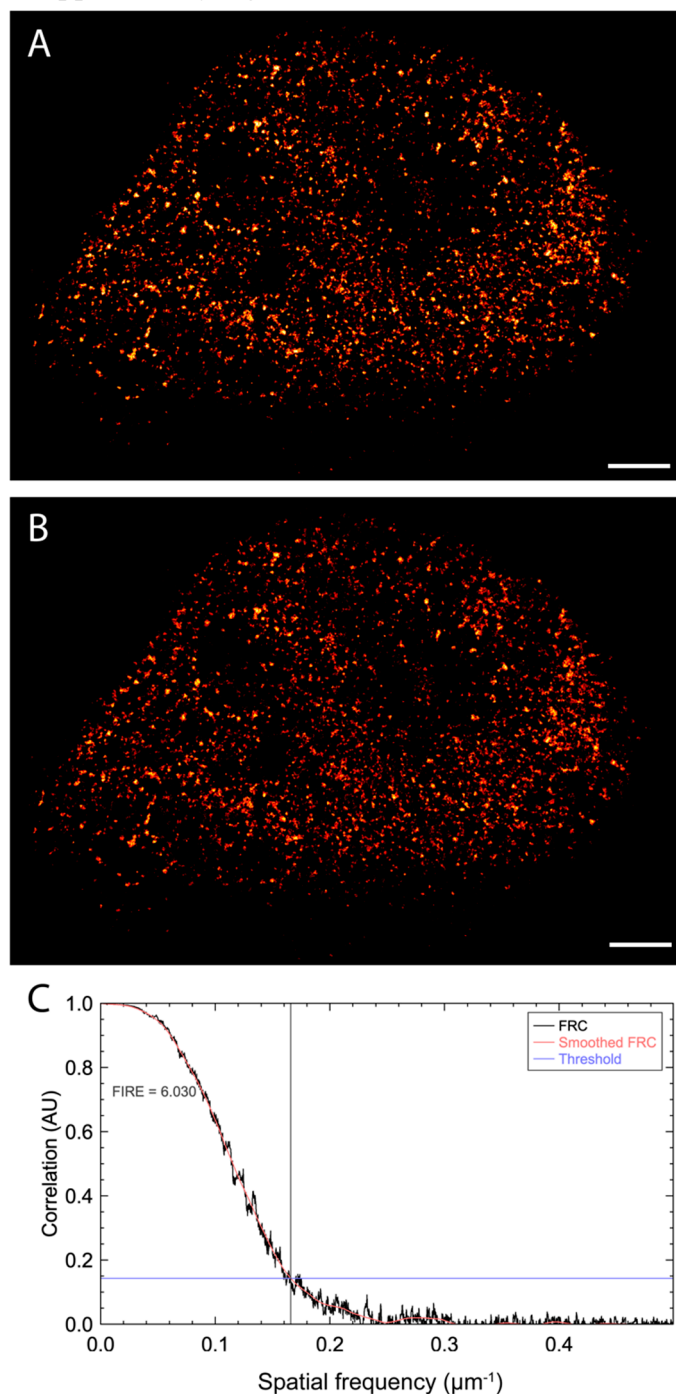 A
B
C
1.0
0.8
0.6
0.4
0.2
0.0
Correlation (AU)
FIRE = 6.030
FRC
Smoothed FRC
Threshold
0.0 0.1 0.2 0.3 0.4
Spatial frequency (µm⁻¹)